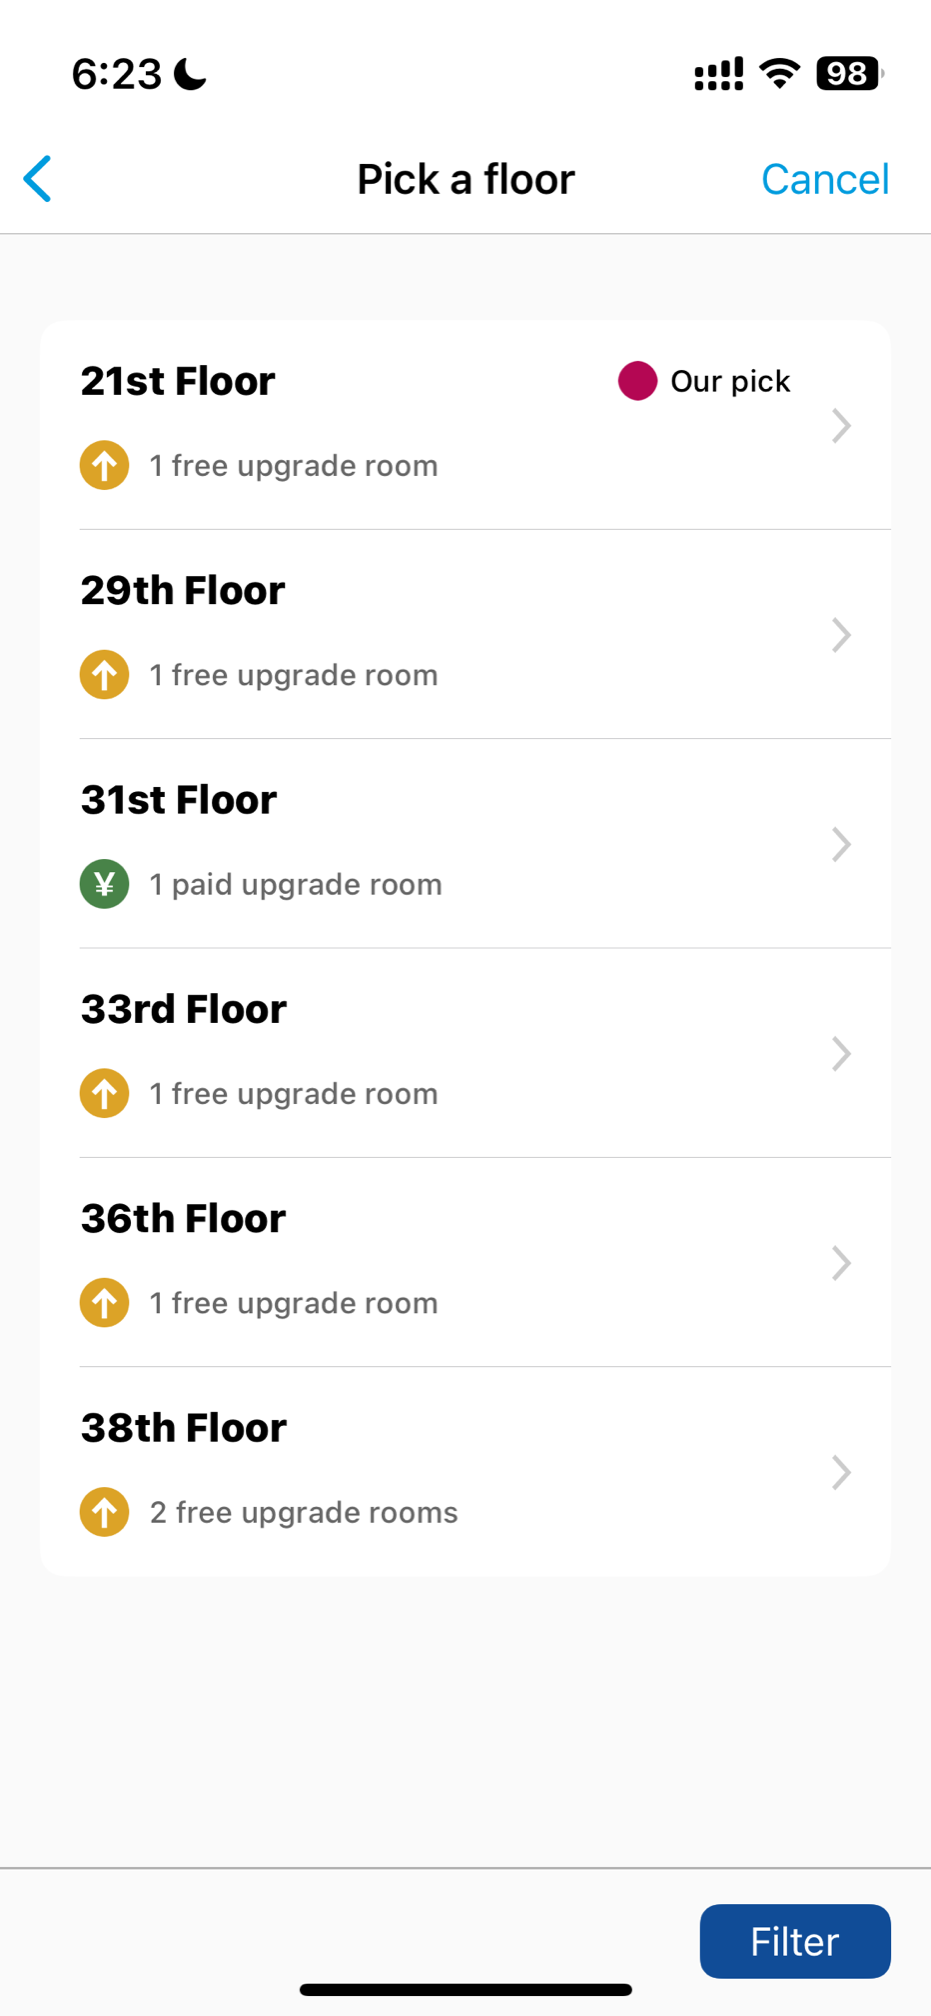 6:23
98
Pick a floor
Cancel
21st Floor
Our pick
1 free upgrade room
29th Floor
1 free upgrade room
31st Floor
¥ 1 paid upgrade room
33rd Floor
1 free upgrade room
36th Floor
1 free upgrade room
38th Floor
2 free upgrade rooms
Filter